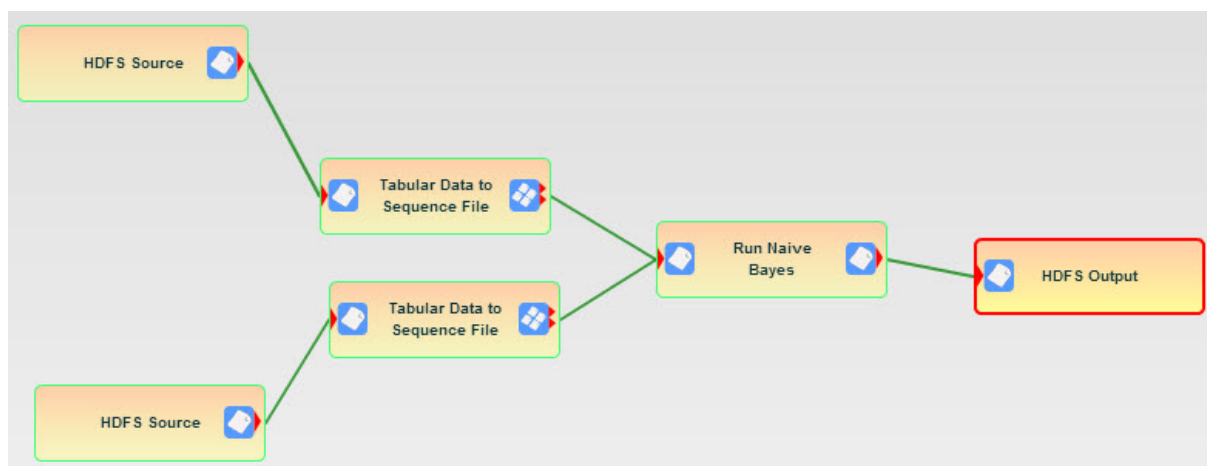 HDFS Source
Tabular Data to
Sequence File
Run Naive
Bayes
HDFS Output
Tabular Data to
Sequence File
HDFS Source